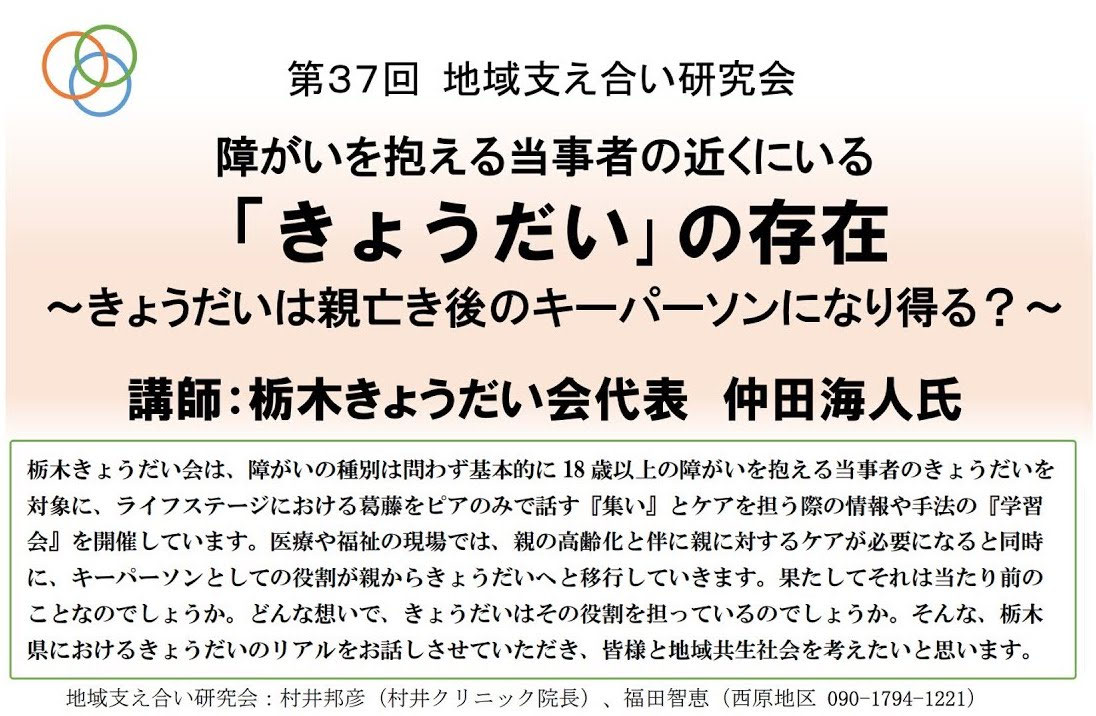 第３７回 地域支え合い研究会
障がいを抱える当事者の近くにいる
「きょうだい」の存在
～きょうだいは親亡き後のキーパーソンになり得る？～
講師：栃木きょうだい会代表　仲田海人氏
栃木きょうだい会は、障がいの種別は問わず基本的に 18 歳以上の障がいを抱える当事者のきょうだいを
対象に、ライフステージにおける葛藤をピアのみで話す『集い』とケアを担う際の情報や手法の『学習
会』を開催しています。医療や福祉の現場では、親の高齢化と伴に親に対するケアが必要になると同時
に、キーパーソンとしての役割が親からきょうだいへと移行していきます。果たしてそれは当たり前の
ことなのでしょうか。どんな想いで、きょうだいはその役割を担っているのでしょうか。そんな、栃木
県におけるきょうだいのリアルをお話しさせていただき、皆様と地域共生社会を考えたいと思います。
地域支え合い研究会：村井邦彦（村井クリニック院長）、福田智恵（西原地区 090-1794-1221）